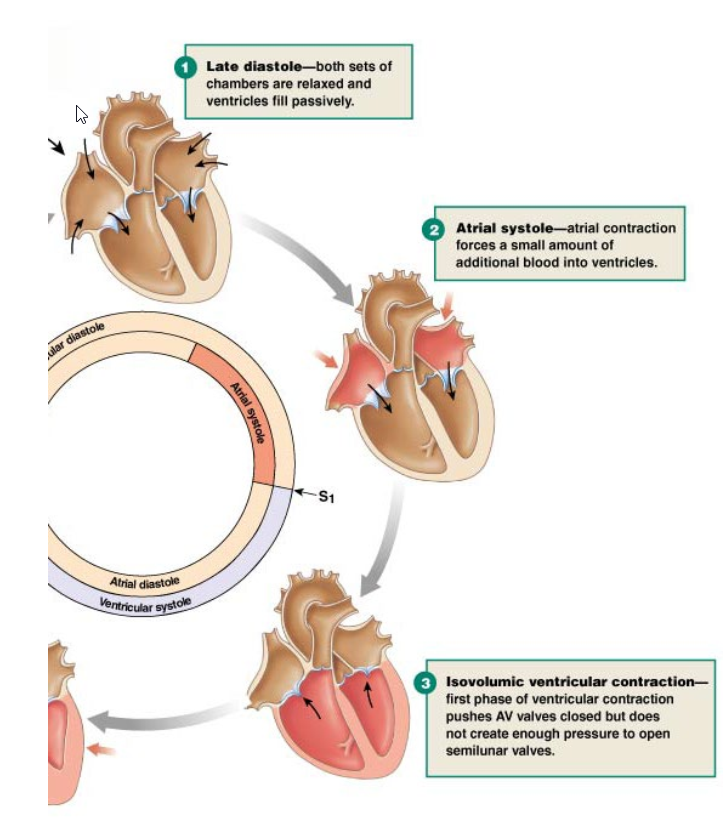 1
Late diastole—both sets of
chambers are relaxed and
ventricles fill passively.
2
Atrial systole—atrial contraction
forces a small amount of
additional blood into ventricles.
ular diastole
Atrial systole
S1
Atrial diastole
Ventricular systole
3
Isovolumic ventricular contraction—
first phase of ventricular contraction
pushes AV valves closed but does
not create enough pressure to open
semilunar valves.